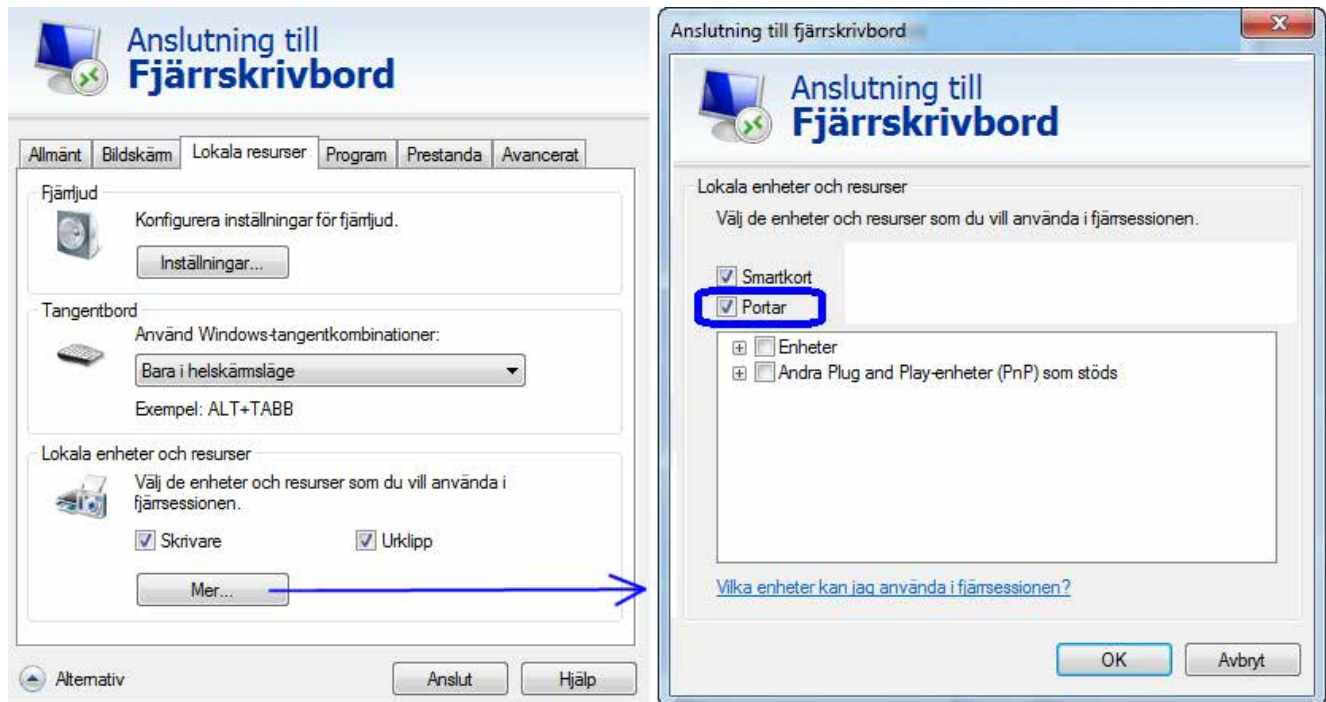 Anslutning till
Fjärrskrivbord
Allmänt Bildskärm Lokala resurser Program Prestanda Avancerat
Fjärrljud
Konfigurera inställningar för fjärrljud.
Inställningar...
Tangentbord
Använd Windows-tangentkombinationer:
Bara i helskärmsläge
Exempel: ALT+TABB
Lokala enheter och resurser
Välj de enheter och resurser som du vill använda i
fjärrsessionen.
Skrivare Urklipp
Mer...
Alternativ Anslut Hjälp
Anslutning till fjärrskrivbord
Anslutning till
Fjärrskrivbord
Lokala enheter och resurser
Välj de enheter och resurser som du vill använda i fjärrsessionen.
Smartkort
Portar
Enheter
Andra Plug and Play-enheter (PnP) som stöds
Vilka enheter kan jag använda i fjärrsessionen?
OK Avbryt